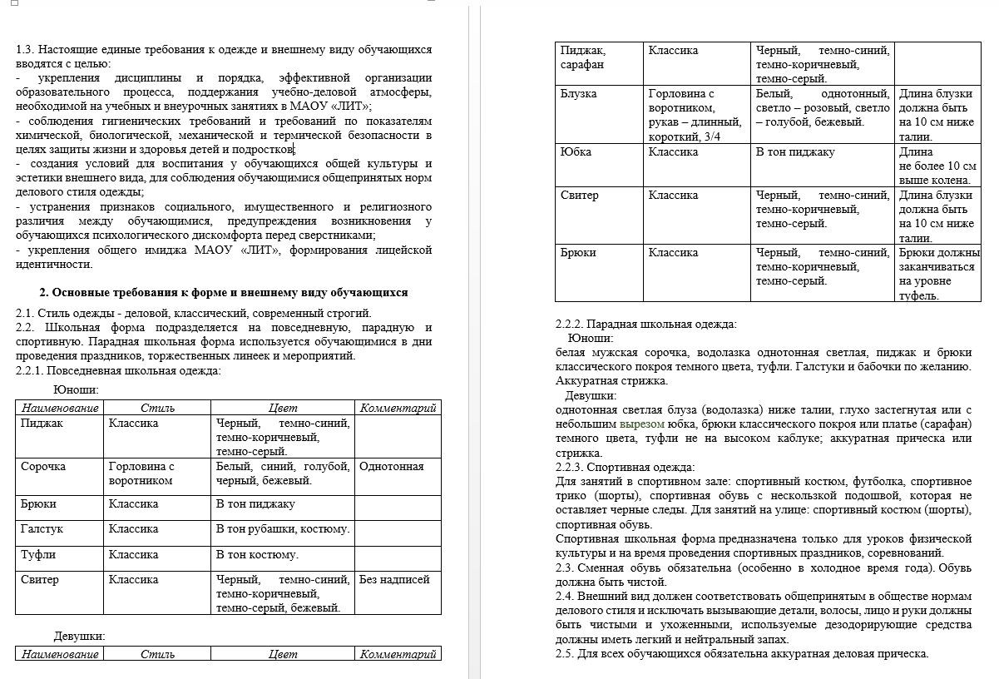 1.3. Настоящие единые требования к одежде и внешнему виду обучающихся
вводятся с целью:
- укрепления дисциплины и порядка, эффективной организации
образовательного процесса, поддержания учебно-деловой атмосферы,
необходимой на учебных и внеурочных занятиях в МАОУ «ЛИТ»;
- соблюдения гигиенических требований и требований по показателям
химической, биологической, механической и термической безопасности в
целях защиты жизни и здоровья детей и подростков;
- создания условий для воспитания у обучающихся общей культуры и
эстетики внешнего вида, для соблюдения обучающимися общепринятых норм
делового стиля одежды;
- устранения признаков социального, имущественного и религиозного
различия между обучающимися, предупреждения возникновения у
обучающихся психологического дискомфорта перед сверстниками;
- укрепления общего имиджа МАОУ «ЛИТ», формирования лицейской
идентичности.
2. Основные требования к форме и внешнему виду обучающихся
2.1. Стиль одежды - деловой, классический, современный строгий.
2.2. Школьная форма подразделяется на повседневную, парадную и
спортивную. Парадная школьная форма используется обучающимися в дни
проведения праздников, торжественных линеек и мероприятий.
2.2.1. Повседневная школьная одежда:
Юноши:
Наименование Стиль Цвет Комментарий
Пиджак Классика Черный, темно-синий,
темно-коричневый,
темно-серый.
Сорочка Горловина с Белый, синий, голубой, Однотонная
воротником черный, бежевый.
Брюки Классика В тон пиджаку
Галстук Классика В тон рубашки, костюму.
Туфли Классика В тон костюму.
Свитер Классика Черный, темно-синий, Без надписей
темно-коричневый,
темно-серый, бежевый.
Девушки:
Наименование Стиль Цвет Комментарий
Пиджак, Классика Черный, темно-синий,
сарафан темно-коричневый,
темно-серый.
Блузка Горловина с Белый, однотонный, Длина блузки
воротником, светло – розовый, светло должна быть
рукав – длинный, – голубой, бежевый. на 10 см ниже
короткий, 3/4 талии.
Юбка Классика В тон пиджаку Длина
не более 10 см
выше колена.
Свитер Классика Черный, темно-синий, Длина блузки
темно-коричневый, должна быть
темно-серый. на 10 см ниже
талии.
Брюки Классика Черный, темно-синий, Брюки должны
темно-коричневый, заканчиваться
темно-серый. на уровне
туфель.
2.2.2. Парадная школьная одежда:
Юноши:
белая мужская сорочка, водолазка однотонная светлая, пиджак и брюки
классического покроя темного цвета, туфли. Галстуки и бабочки по желанию.
Аккуратная стрижка.
Девушки:
однотонная светлая блуза (водолазка) ниже талии, глухо застегнутая или с
небольшим вырезом юбка, брюки классического покроя или платье (сарафан)
темного цвета, туфли не на высоком каблуке; аккуратная прическа или
стрижка.
2.2.3. Спортивная одежда:
Для занятий в спортивном зале: спортивный костюм, футболка, спортивное
трико (шорты), спортивная обувь с нескользкой подошвой, которая не
оставляет черные следы. Для занятий на улице: спортивный костюм (шорты),
спортивная обувь.
Спортивная школьная форма предназначена только для уроков физической
культуры и на время проведения спортивных праздников, соревнований.
2.3. Сменная обувь обязательна (особенно в холодное время года). Обувь
должна быть чистой.
2.4. Внешний вид должен соответствовать общепринятым в обществе нормам
делового стиля и исключать вызывающие детали, волосы, лицо и руки должны
быть чистыми и ухоженными, используемые дезодорирующие средства
должны иметь легкий и нейтральный запах.
2.5. Для всех обучающихся обязательна аккуратная деловая прическа.